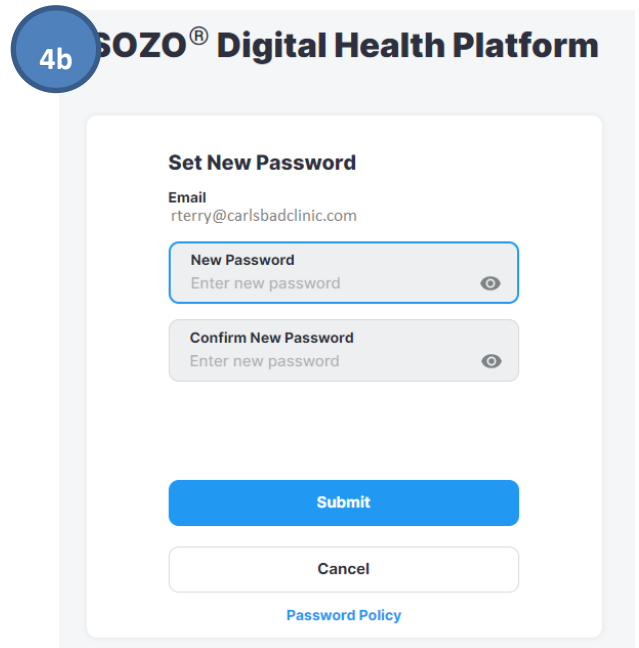 4b
SOZO® Digital Health Platform
Set New Password
Email
rterry@carlsbadclinic.com
New Password
Enter new password
Confirm New Password
Enter new password
Submit
Cancel
Password Policy